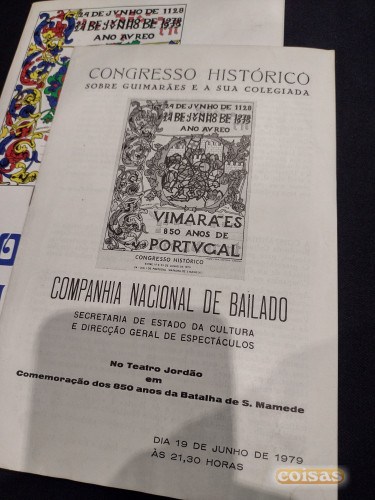 24 DE JVNHO DE 1128
24 DE JVNHO DE 1978
ANO AVREO
CONGRESSO HISTÓRICO
SOBRE GUIMARÃES E A SUA COLEGIADA
24 DE JVNHO DE 1128
24 DE JVNHO DE 1978
ANO AVREO
VIMARAES
850 ANOS DE
PORTVGAL
CONGRESSO HISTÓRICO
COMPANHIA NACIONAL DE BAILADO
SECRETARIA DE ESTADO DA CULTURA
E DIRECÇÃO GERAL DE ESPECTÁCULOS
No Teatro Jordão
em
Comemoração dos 850 anos da Batalha de S. Mamede
DIA 19 DE JUNHO DE 1979
ÀS 21,30 HORAS
coisas